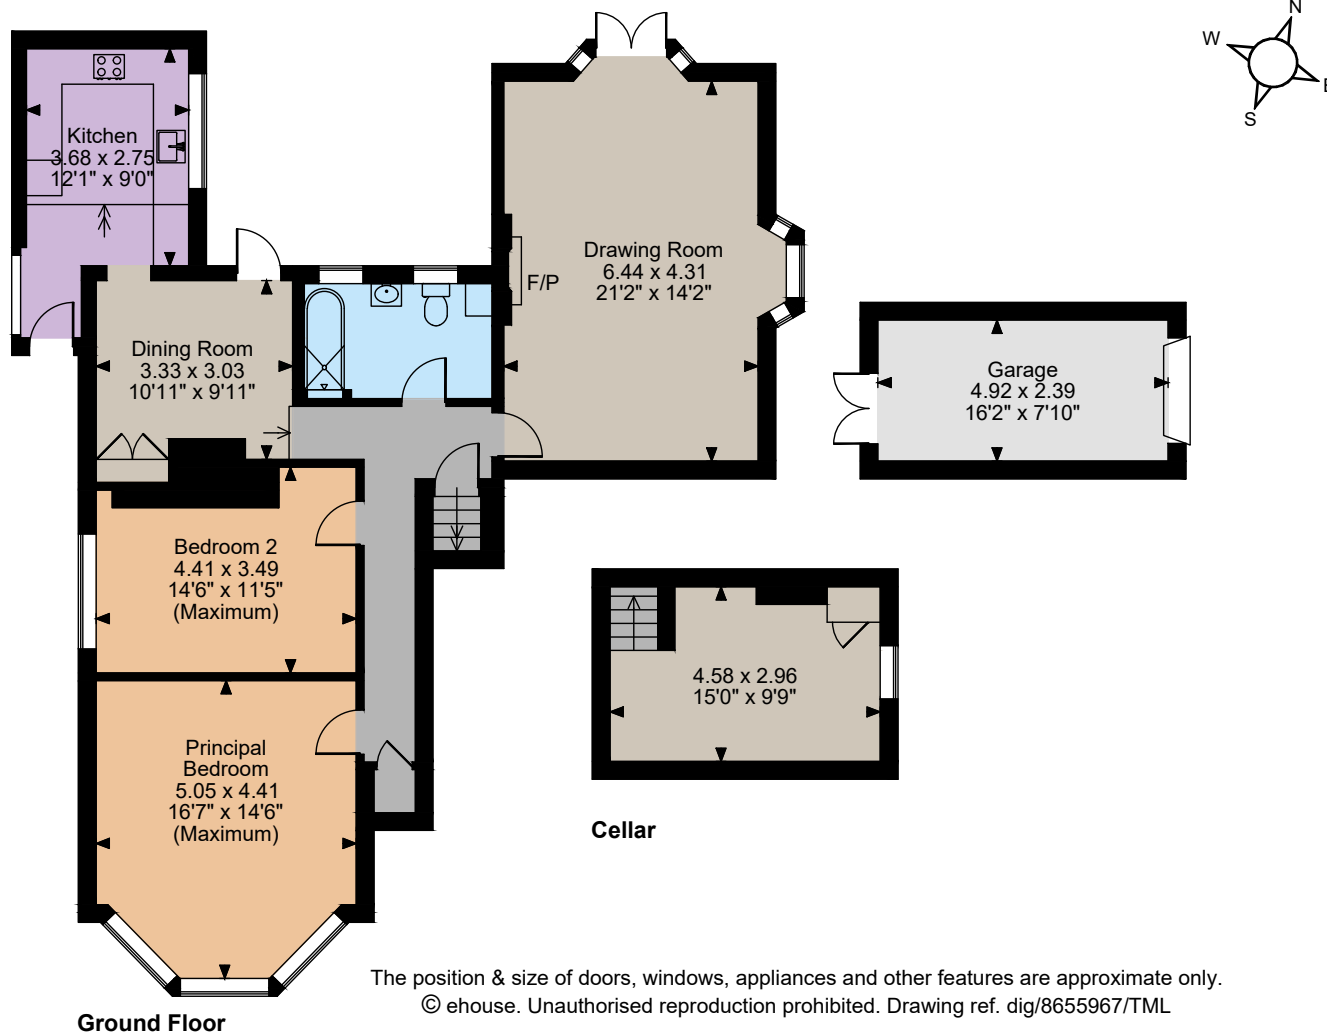 N
W
E
S
Kitchen
3.68 x 2.75
12'1" x 9'0"
Drawing Room
6.44 x 4.31
21'2" x 14'2"
F/P
Dining Room
3.33 x 3.03
10'11" x 9'11"
Garage
4.92 x 2.39
16'2" x 7'10"
Bedroom 2
4.41 x 3.49
14'6" x 11'5"
(Maximum)
4.58 x 2.96
15'0" x 9'9"
Principal
Bedroom
5.05 x 4.41
16'7" x 14'6"
(Maximum)
Cellar
The position & size of doors, windows, appliances and other features are approximate only.
© ehouse. Unauthorised reproduction prohibited. Drawing ref. dig/8655967/TML
Ground Floor